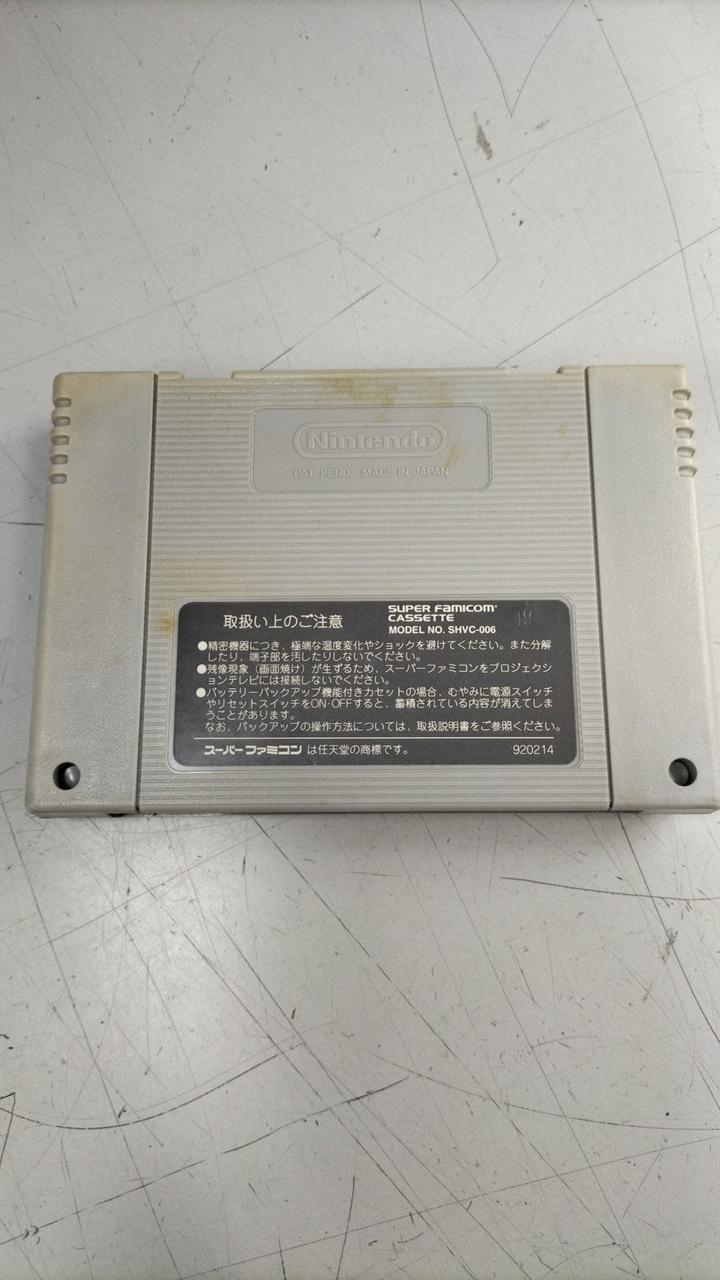 Nintendo
PAT. PEND. MADE IN JAPAN
取扱い上のご注意
SUPER FAMICOM
CASSETTE
MODEL NO. SHVC-006
●精密機器につき、極端な温度変化やショックを避けてください。また分解
したり、端子部を汚したりしないでください。
●残像現象（画面焼け）が生ずるため、スーパーファミコンをプロジェクシ
ョンテレビには接続しないでください。
●バッテリーバックアップ機能付きカセットの場合、むやみに電源スイッチ
やリセットスイッチをON・OFFすると、蓄積されている内容が消えてしま
うことがあります。
なお、バックアップの操作方法については、取扱説明書をご参照ください。
スーパーファミコン は任天堂の商標です。 920214